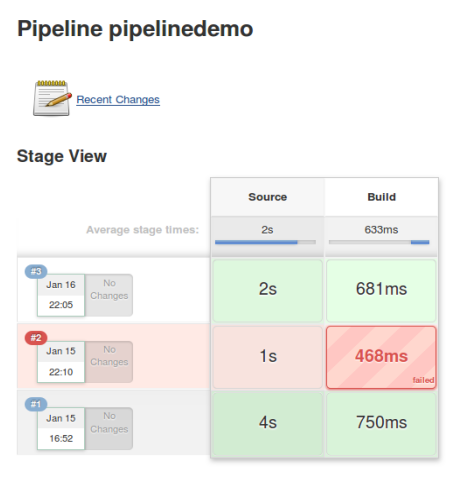 Pipeline pipelinedemo
Recent Changes
Stage View
Source Build
Average stage times: 2s 633ms
#3
Jan 16 No
22:05 Changes
2s 681ms
#2
Jan 15 No
22:10 Changes
1s 468ms
failed
#1
Jan 15 No
16:52 Changes
4s 750ms